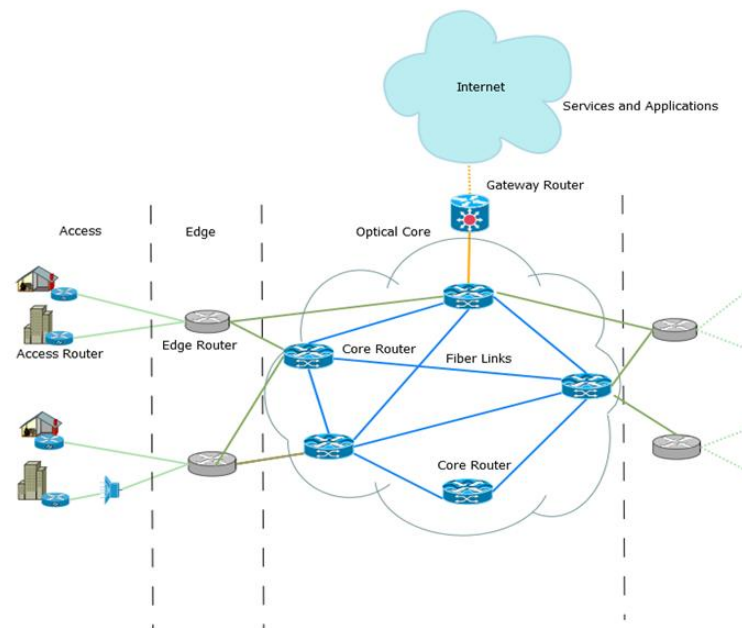 Internet
Services and Applications
Gateway Router
Access
Edge
Optical Core
Access Router
Edge Router
Core Router
Fiber Links
Core Router